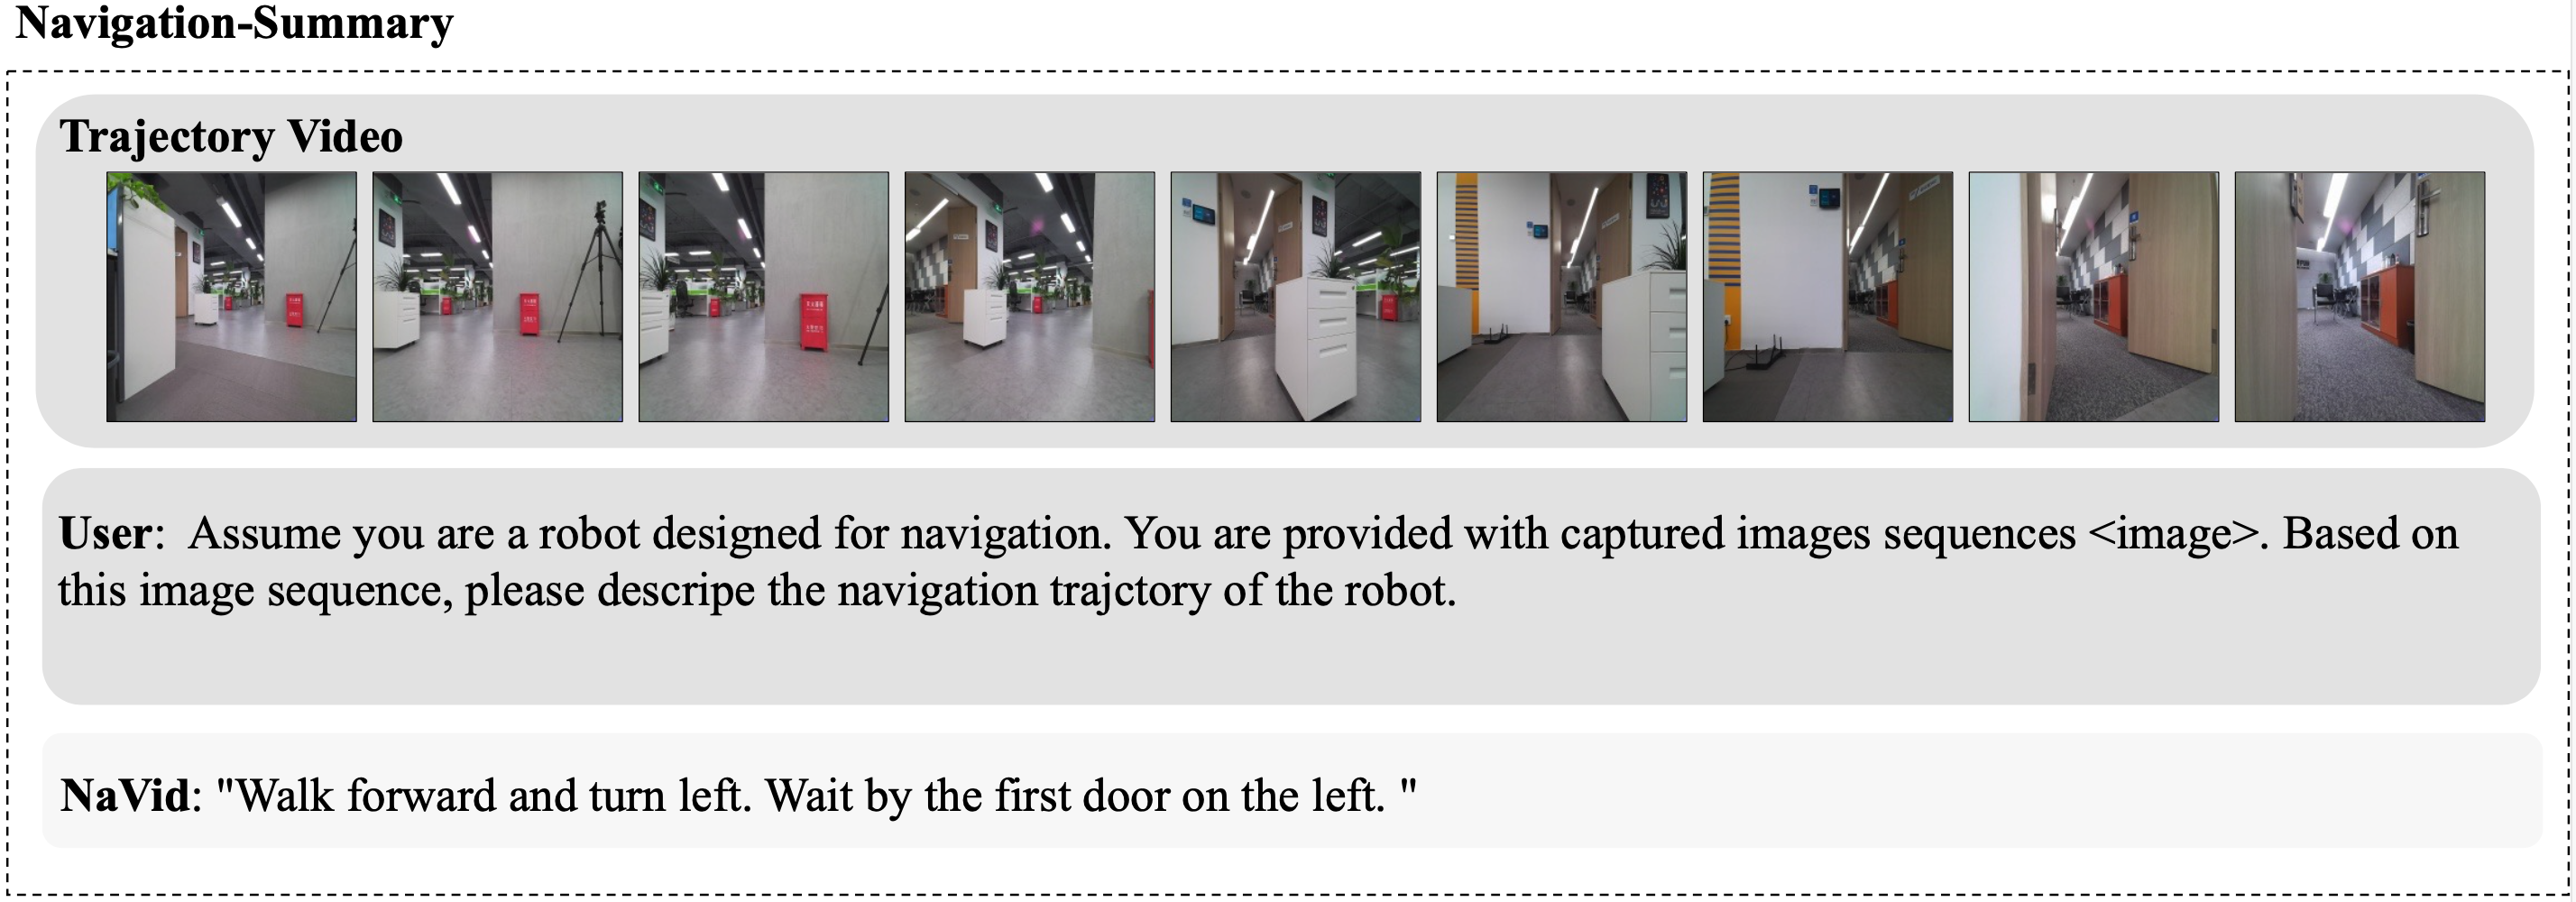 Navigation-Summary
Trajectory Video
User: Assume you are a robot designed for navigation. You are provided with captured images sequences <image>. Based on
this image sequence, please descripe the navigation trajctory of the robot.
NaVid: "Walk forward and turn left. Wait by the first door on the left. "